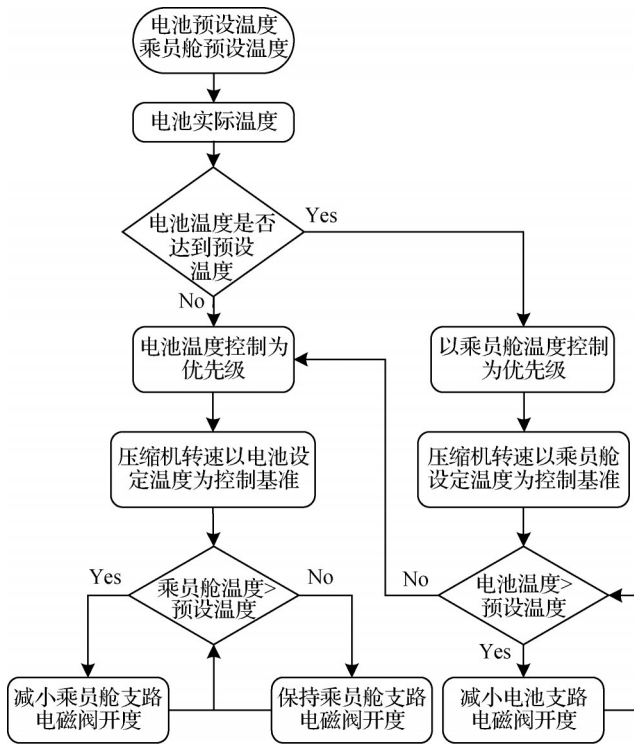 电池预设温度
乘员舱预设温度
电池实际温度
电池温度是否
达到预设
温度
Yes
No
电池温度控制为
优先级
以乘员舱温度控制
为优先级
压缩机转速以电池设
定温度为控制基准
压缩机转速以乘员舱
设定温度为控制基准
乘员舱温度>
预设温度
Yes
No
电池温度>
预设温度
No
Yes
减小乘员舱支路
电磁阀开度
保持乘员舱支路
电磁阀开度
减小电池支路
电磁阀开度